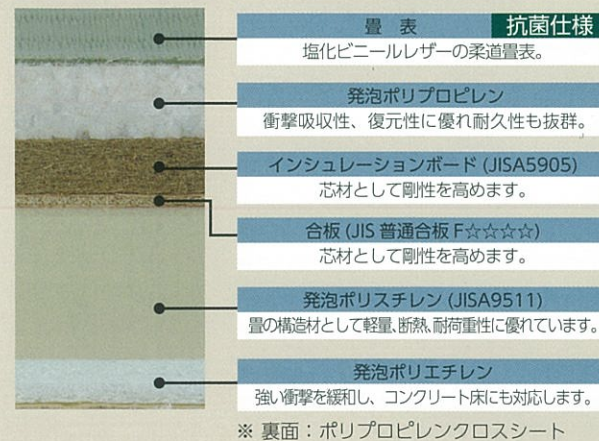 畳 表 抗菌仕様
塩化ビニールレザーの柔道畳表。
発泡ポリプロピレン
衝撃吸収性、復元性に優れ耐久性も抜群。
インシュレーションボード (JISA5905)
芯材として剛性を高めます。
合板 (JIS 普通合板 F☆☆☆☆)
芯材として剛性を高めます。
発泡ポリスチレン (JISA9511)
畳の構造材として軽量、断熱、耐荷重性に優れています。
発泡ポリエチレン
強い衝撃を緩和し、コンクリート床にも対応します。
※ 裏面：ポリプロピレンクロスシート